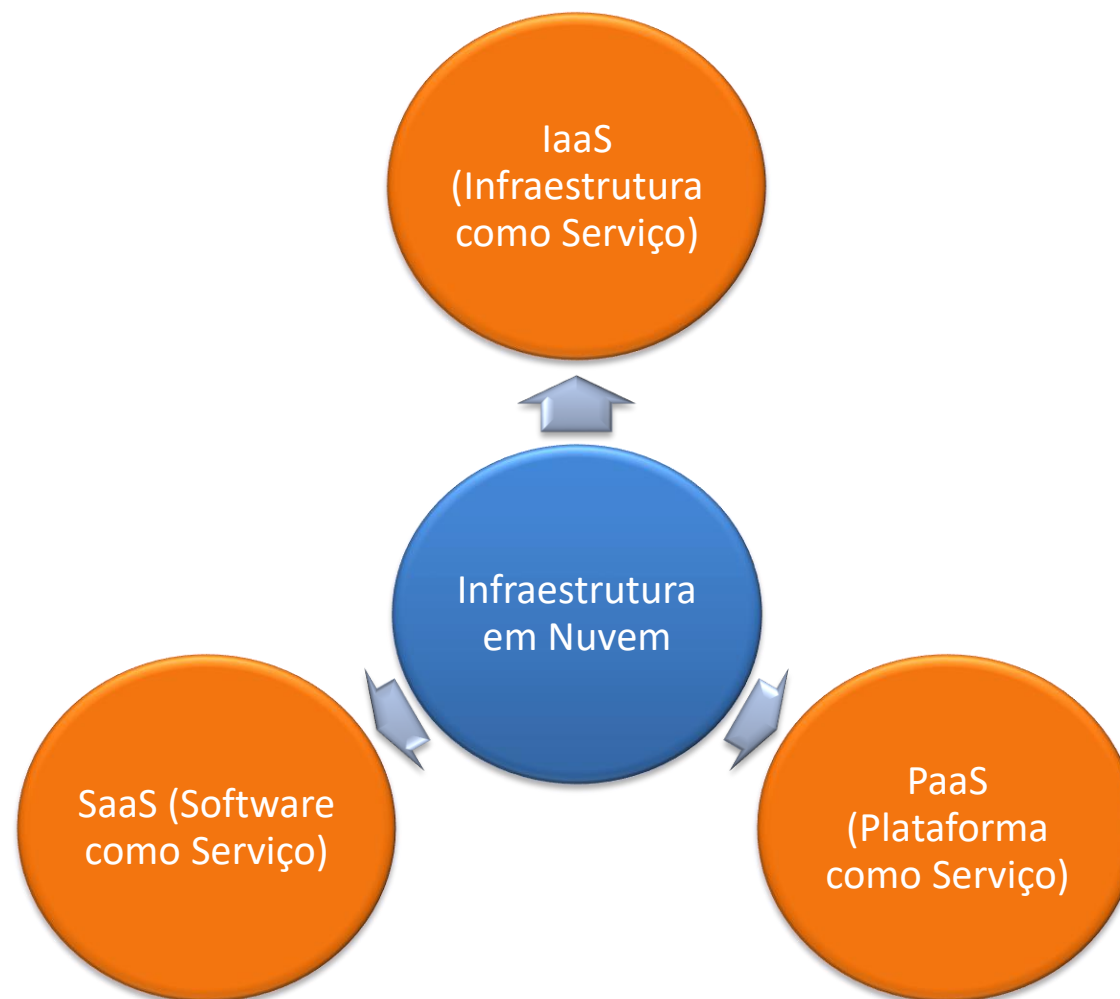 IaaS
(Infraestrutura
como Serviço)
Infraestrutura
em Nuvem
SaaS (Software
como Serviço)
PaaS
(Plataforma
como Serviço)